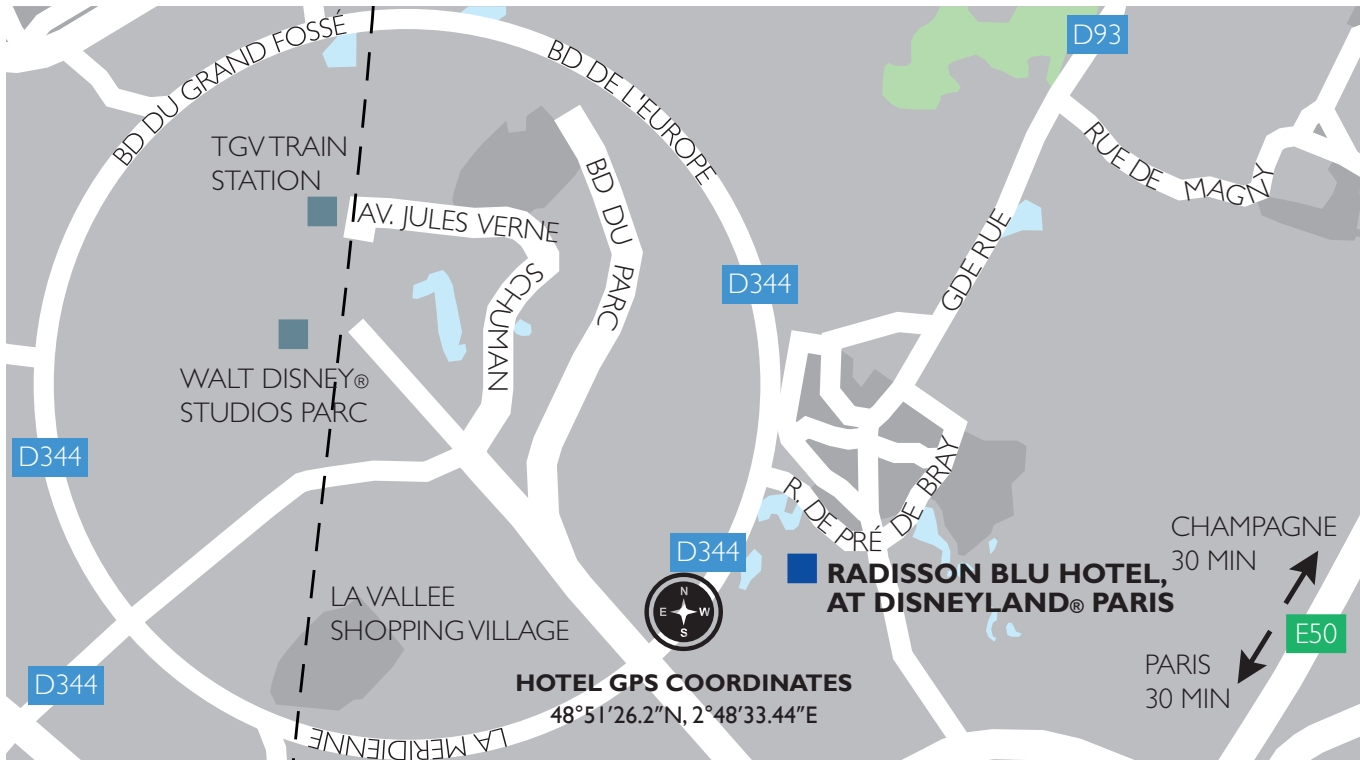 BD DU GRAND FOSSÉ
BD DE L'EUROPE
D93
TGV TRAIN
STATION
RUE DE MAGNY
AV. JULES VERNE
BD DU PARC
SCHUMAN
GDE RUE
D344
WALT DISNEY®
STUDIOS PARC
D344
R. DE PRÉ DE BRAY
D344
CHAMPAGNE
30 MIN
RADISSON BLU HOTEL,
AT DISNEYLAND® PARIS
LA VALLEE
SHOPPING VILLAGE
N
E W
S
E50
PARIS
30 MIN
D344
HOTEL GPS COORDINATES
48°51′26.2″N, 2°48′33.44″E
LA MERIDIENNE